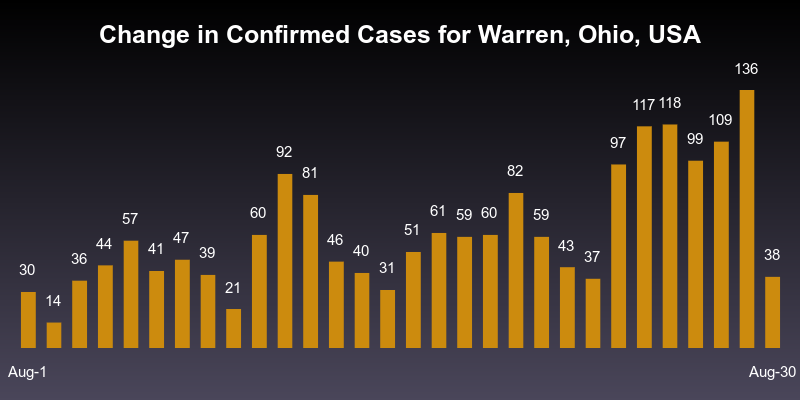 Change in Confirmed Cases for Warren, Ohio, USA
30 14 36 44 57 41 47 39 21 60 92 81 46 40 31 51 61 59 60 82 59 43 37 97 117 118 99 109 136 38
Aug-1 Aug-30